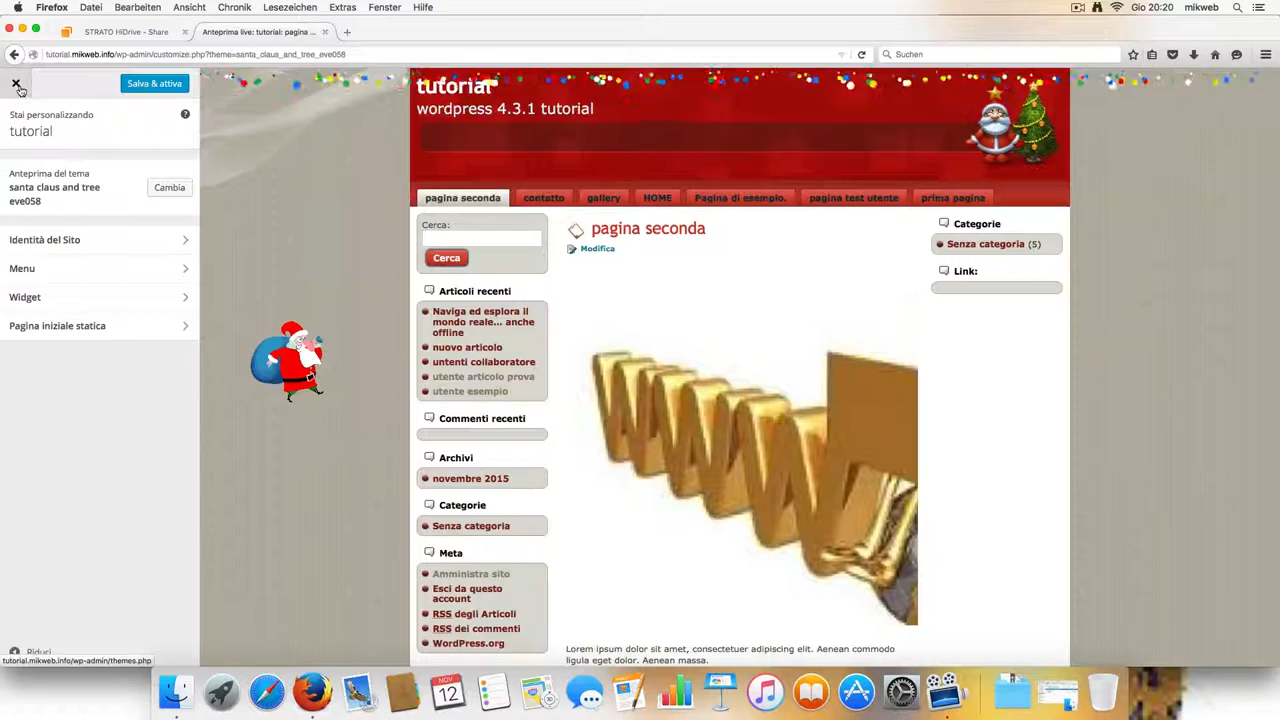 Firefox Ablage Bearbeiten Ansicht Chronik Lesezeichen Extras Fenster Hilfe Gio 20:20 mikweb
STRATO HiDrive - Share × Anteprima live: tutorial: pagina ... × +
tutorial.mikweb.info/wp-admin/customize.php?theme=santa_claus_and_tree_eve058 Suchen
Salva & attiva
Stai personalizzando
tutorial
Anteprima del tema
santa claus and tree
eve058
Cambia
Identità del Sito
Menu
Widget
Pagina iniziale statica
Riduci
tutorial.mikweb.info/wp-admin/themes.php
tutorial
wordpress 4.3.1 tutorial
pagina seconda contatto gallery HOME Pagina di esempio. pagina test utente prima pagina
Cerca:
Cerca
Articoli recenti
Naviga ed esplora il
mondo reale... anche
offline
nuovo articolo
untenti collaboratore
utente articolo prova
utente esempio
Commenti recenti
Archivi
novembre 2015
Categorie
Senza categoria
Meta
Amministra sito
Esci da questo
account
RSS degli Articoli
RSS dei commenti
WordPress.org
pagina seconda
Modifica
Lorem ipsum dolor sit amet, consectetuer adipiscing elit. Aenean commodo
ligula eget dolor. Aenean massa.
Categorie
Senza categoria (5)
Link:
NOV
12